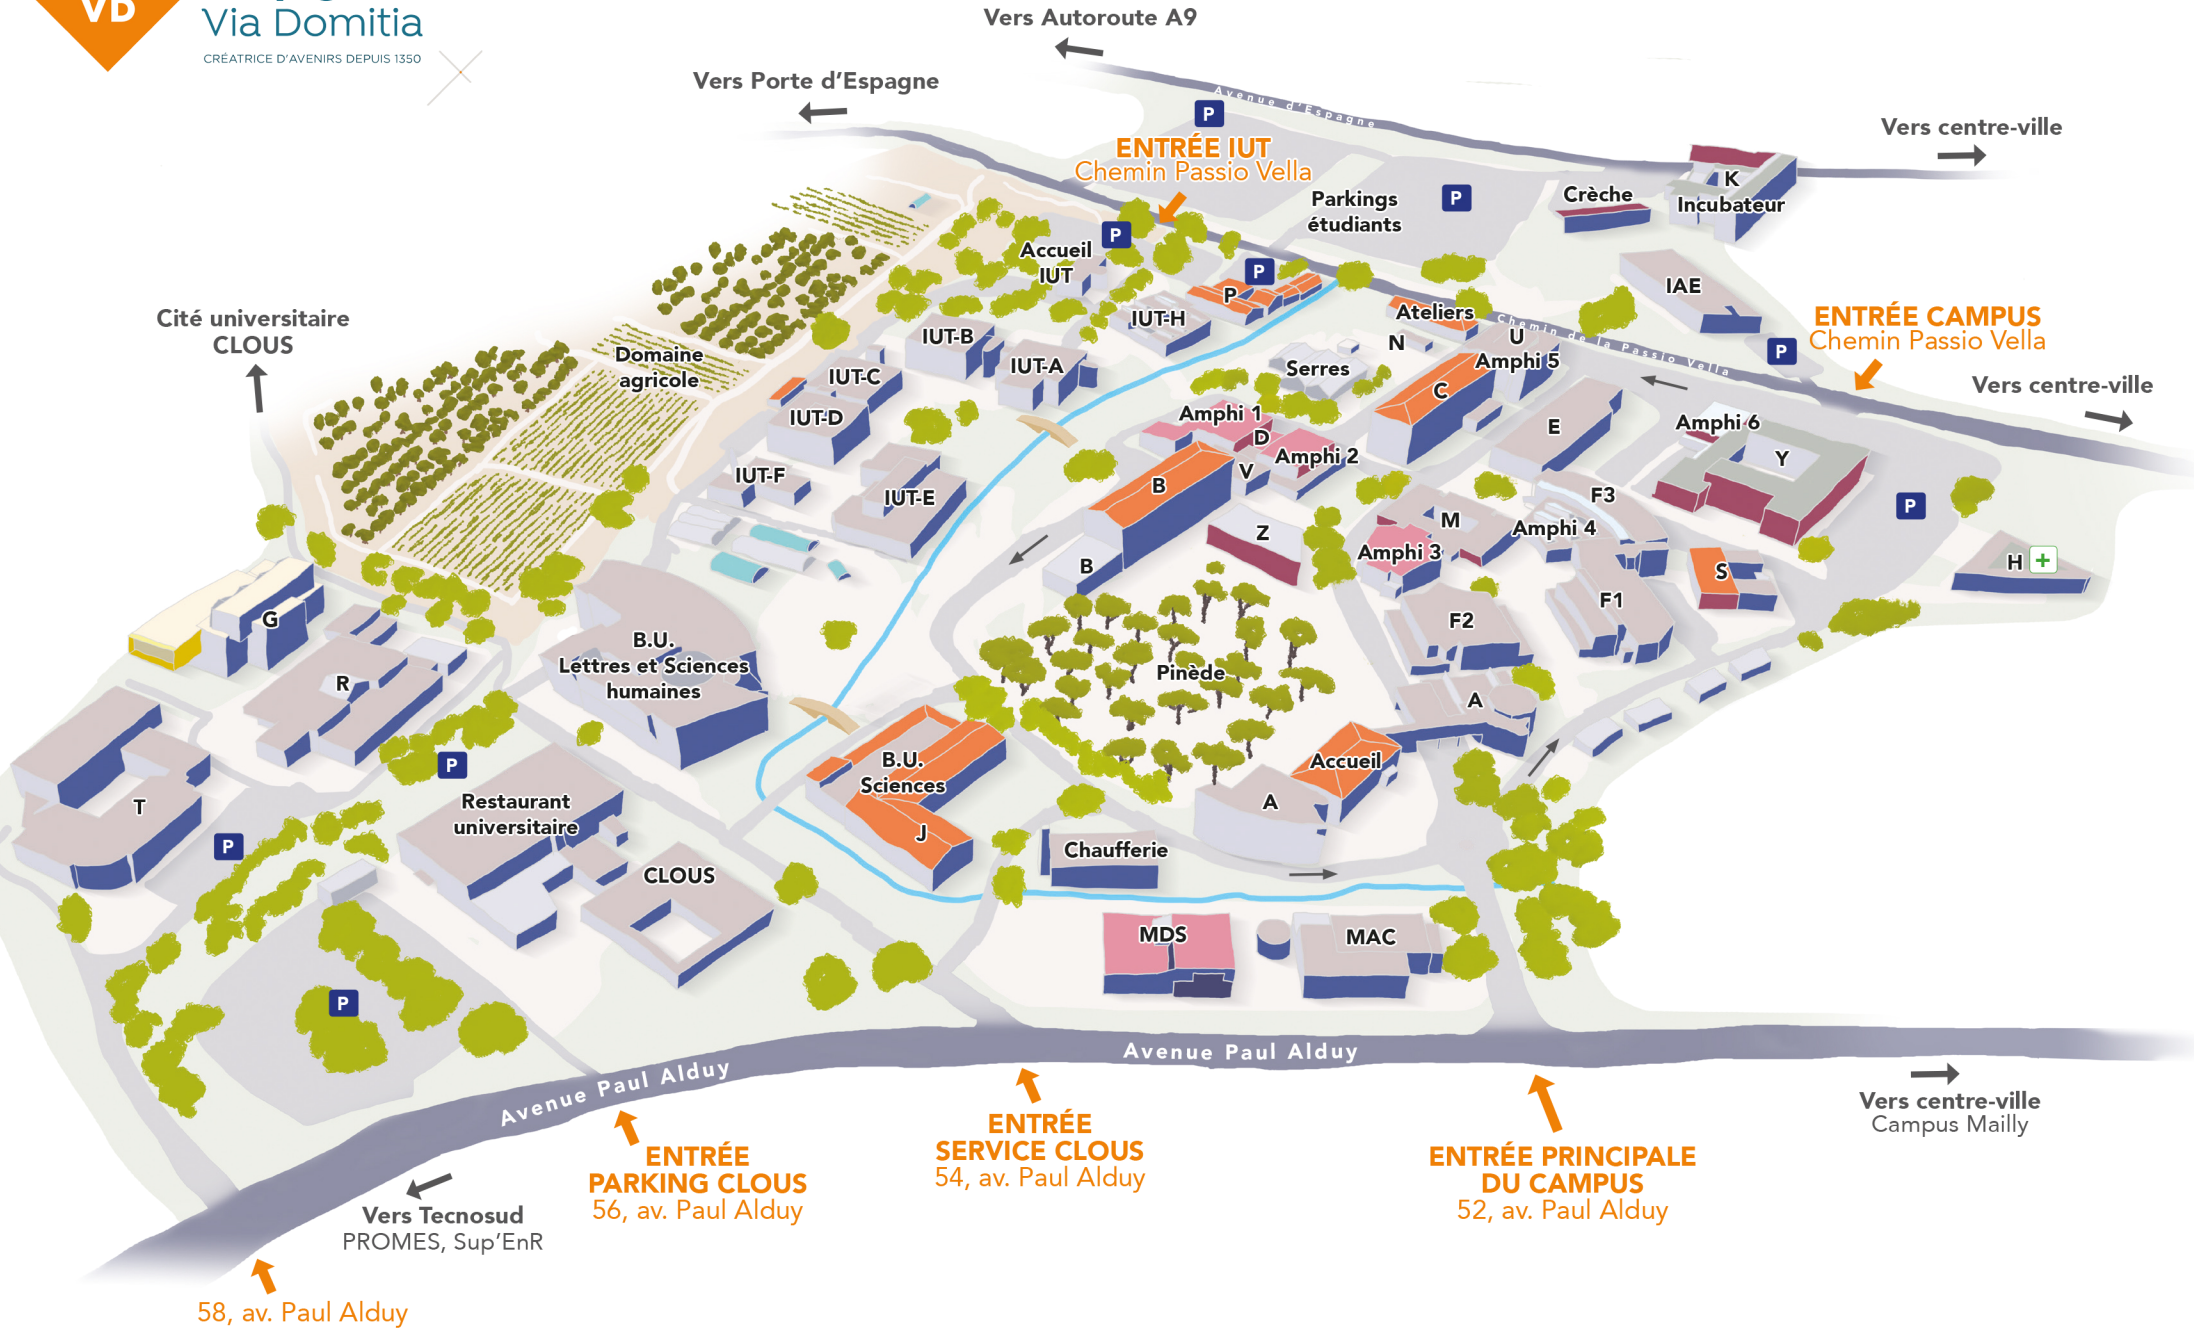 VD
Via Domitia
CRÉATRICE D'AVENIRS DEPUIS 1350
Vers Autoroute A9
Vers Porte d'Espagne
Avenue d'Espagne
P
ENTRÉE IUT
Chemin Passio Vella
Vers centre-ville
Parkings
étudiants
P
Crèche
K
Incubateur
P
Accueil
IUT
P
P
IAE
IUT-H
Ateliers
ENTRÉE CAMPUS
Chemin Passio Vella
Cité universitaire
CLOUS
Chemin de la Passio Vella
P
Vers centre-ville
IUT-B
IUT-A
N
U
Amphi 5
Domaine
agricole
IUT-C
IUT-D
Serres
C
Amphi 1
D
Amphi 2
E
Amphi 6
Y
IUT-F
IUT-E
V
B
F3
P
Z
M
Amphi 4
Amphi 3
B
S
H
G
F1
F2
B.U.
Lettres et Sciences
humaines
R
Pinède
A
P
B.U.
Sciences
Accueil
T
Restaurant
universitaire
A
J
P
Chaufferie
CLOUS
MDS
MAC
P
Avenue Paul Alduy
Avenue Paul Alduy
Vers centre-ville
Campus Mailly
ENTRÉE
SERVICE CLOUS
54, av. Paul Alduy
ENTRÉE
PARKING CLOUS
56, av. Paul Alduy
ENTRÉE PRINCIPALE
DU CAMPUS
52, av. Paul Alduy
Vers Tecnosud
PROMES, Sup'EnR
58, av. Paul Alduy